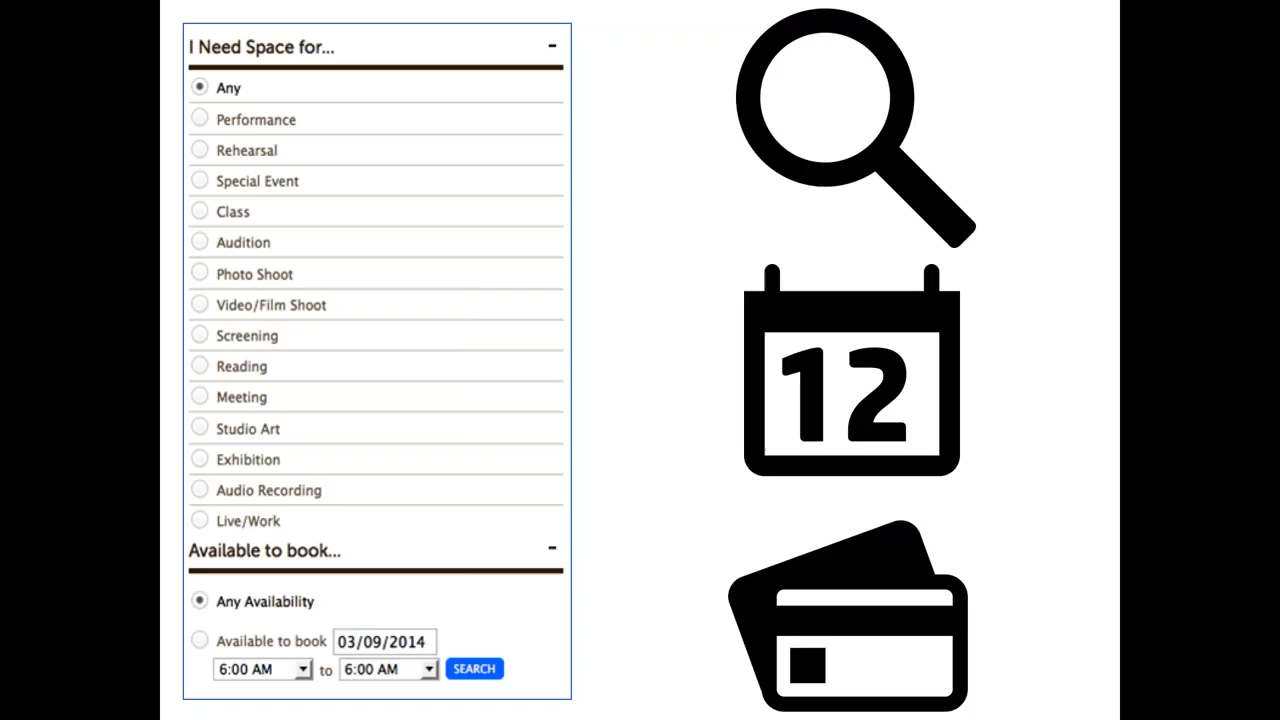 I Need Space for... -
Any
Performance
Rehearsal
Special Event
Class
Audition
Photo Shoot
Video/Film Shoot
Screening
Reading
Meeting
Studio Art
Exhibition
Audio Recording
Live/Work
Available to book... -
Any Availability
Available to book 03/09/2014
6:00 AM to 6:00 AM SEARCH
12